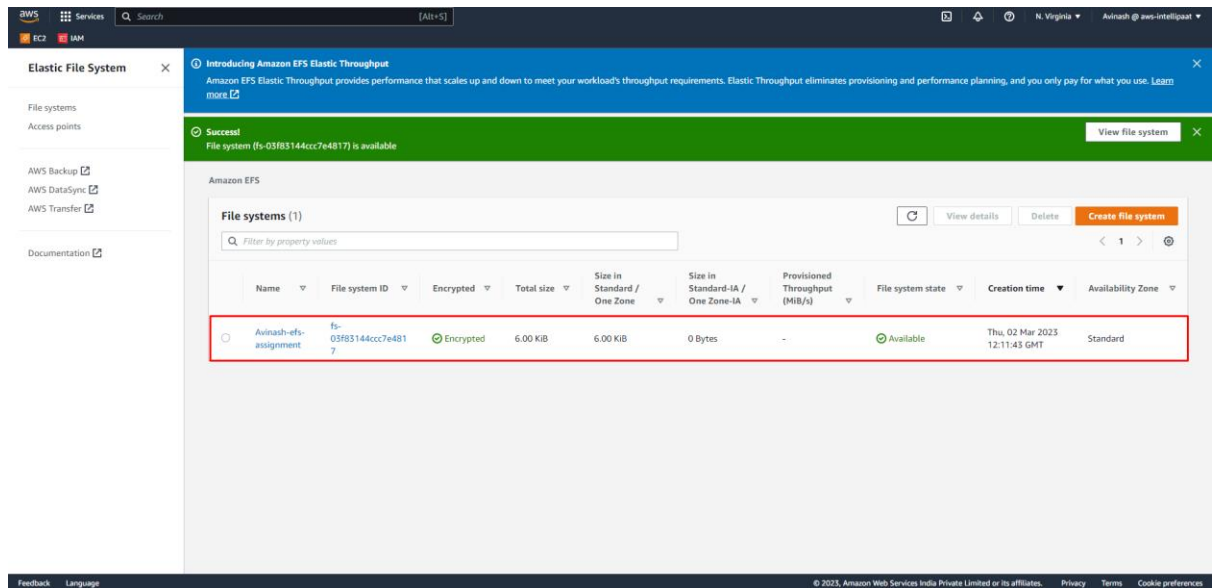 aws Services Search [Alt+S] N. Virginia Avinash @ aws-intellipaat
EC2 IAM
Elastic File System
File systems
Access points
AWS Backup
AWS DataSync
AWS Transfer
Documentation
Introducing Amazon EFS Elastic Throughput
Amazon EFS Elastic Throughput provides performance that scales up and down to meet your workload's throughput requirements. Elastic Throughput eliminates provisioning and performance planning, and you only pay for what you use. Learn
more
Success!
File system (fs-03f83144ccc7e4817) is available
View file system
Amazon EFS
File systems (1)
View details Delete Create file system
Filter by property values
1
Name File system ID Encrypted Total size Size in Standard / One Zone Size in Standard-IA / One Zone-IA Provisioned Throughput (MiB/s) File system state Creation time Availability Zone
Avinash-efs-
assignment
fs-
03f83144ccc7e481
7
Encrypted 6.00 KiB 6.00 KiB 0 Bytes - Available
Thu, 02 Mar 2023
12:11:43 GMT
Standard
Feedback Language © 2023, Amazon Web Services India Private Limited or its affiliates. Privacy Terms Cookie preferences